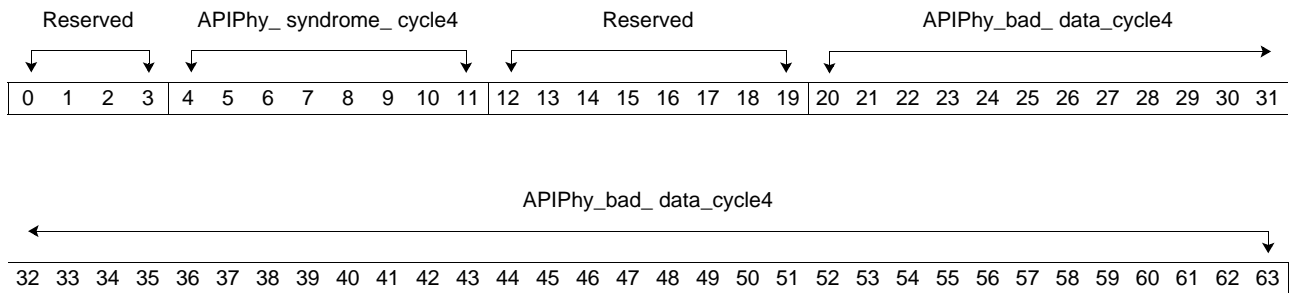 Reserved APIPhy_ syndrome_ cycle4 Reserved APIPhy_bad_ data_cycle4
0 1 2 3 4 5 6 7 8 9 10 11 12 13 14 15 16 17 18 19 20 21 22 23 24 25 26 27 28 29 30 31
APIPhy_bad_ data_cycle4
32 33 34 35 36 37 38 39 40 41 42 43 44 45 46 47 48 49 50 51 52 53 54 55 56 57 58 59 60 61 62 63